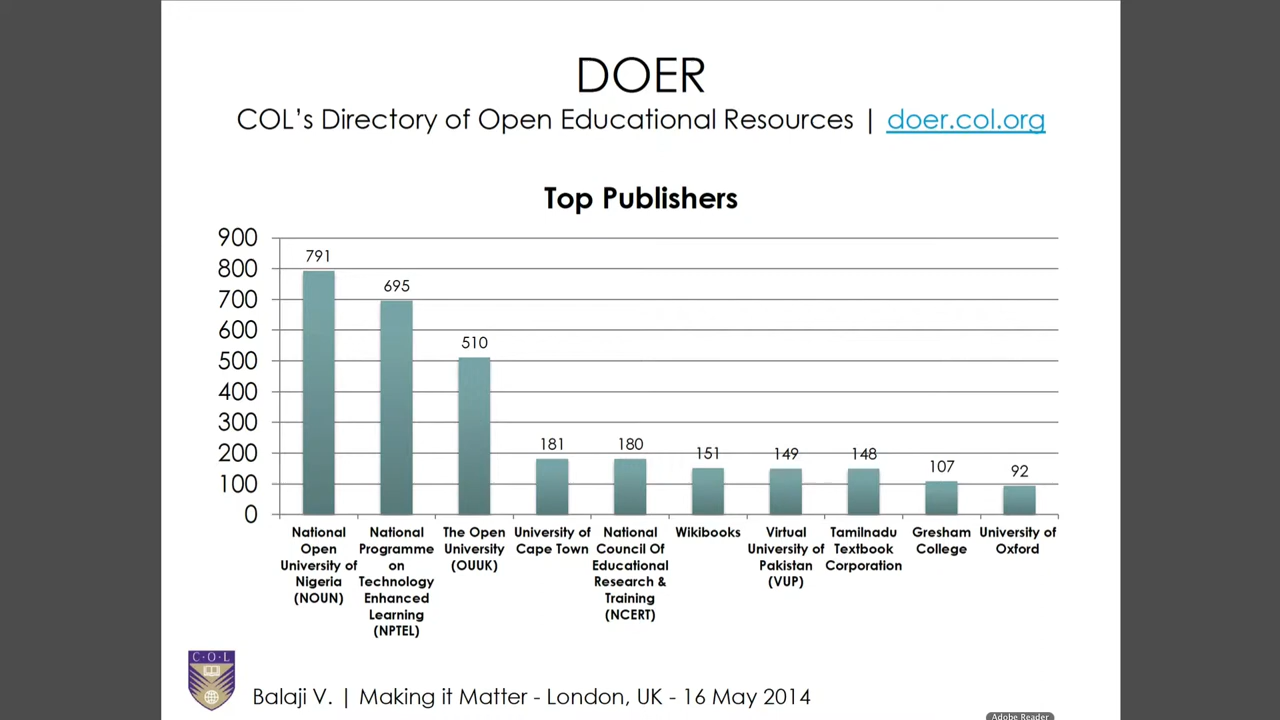 DOER
COL's Directory of Open Educational Resources | doer.col.org
Top Publishers
900
800
700
600
500
400
300
200
100
0
791
695
510
181
180
151
149
148
107
92
National
Open
University of
Nigeria
(NOUN)
National
Programme
on
Technology
Enhanced
Learning
(NPTEL)
The Open
University
(OUUK)
University of
Cape Town
National
Council Of
Educational
Research &
Training
(NCERT)
Wikibooks
Virtual
University of
Pakistan
(VUP)
Tamilnadu
Textbook
Corporation
Gresham
College
University of
Oxford
C·O·L
Balaji V. | Making it Matter - London, UK - 16 May 2014
Adobe Reader